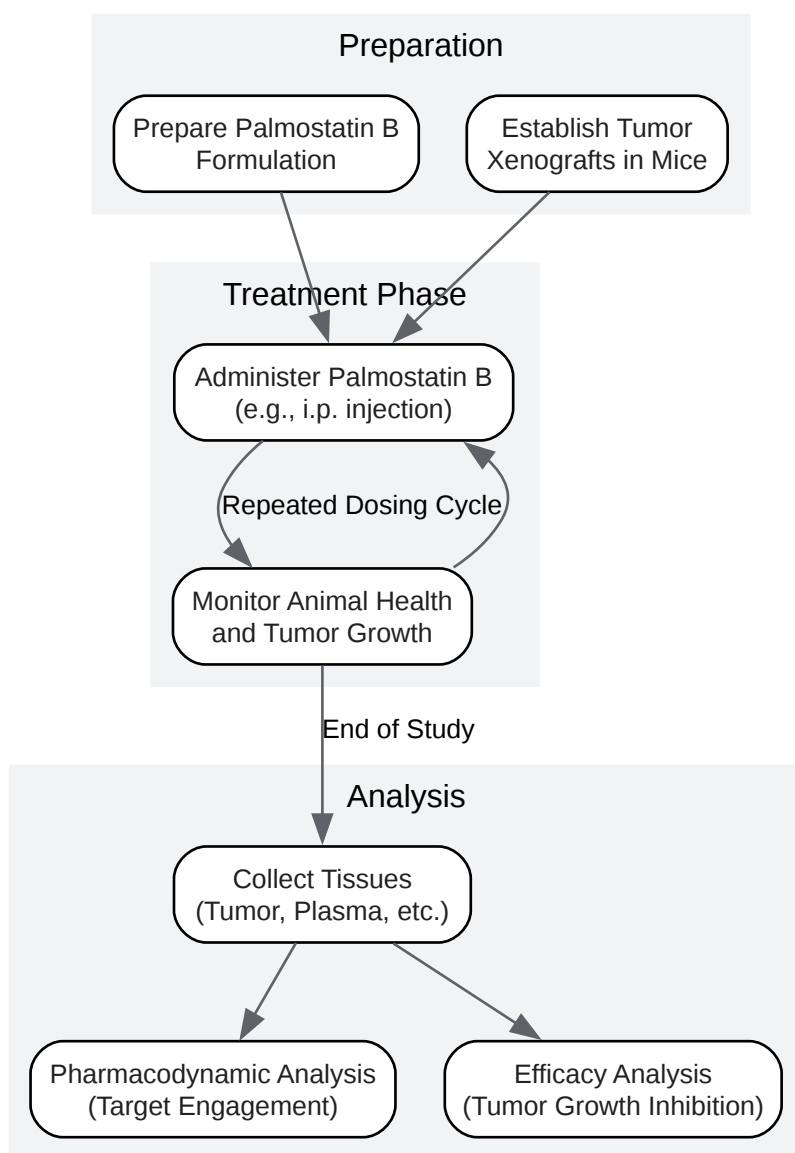 Preparation
Prepare Palmostatin B
Formulation
Establish Tumor
Xenografts in Mice
Treatment Phase
Administer Palmostatin B
(e.g., i.p. injection)
Repeated Dosing Cycle
Monitor Animal Health
and Tumor Growth
End of Study
Analysis
Collect Tissues
(Tumor, Plasma, etc.)
Pharmacodynamic Analysis
(Target Engagement)
Efficacy Analysis
(Tumor Growth Inhibition)